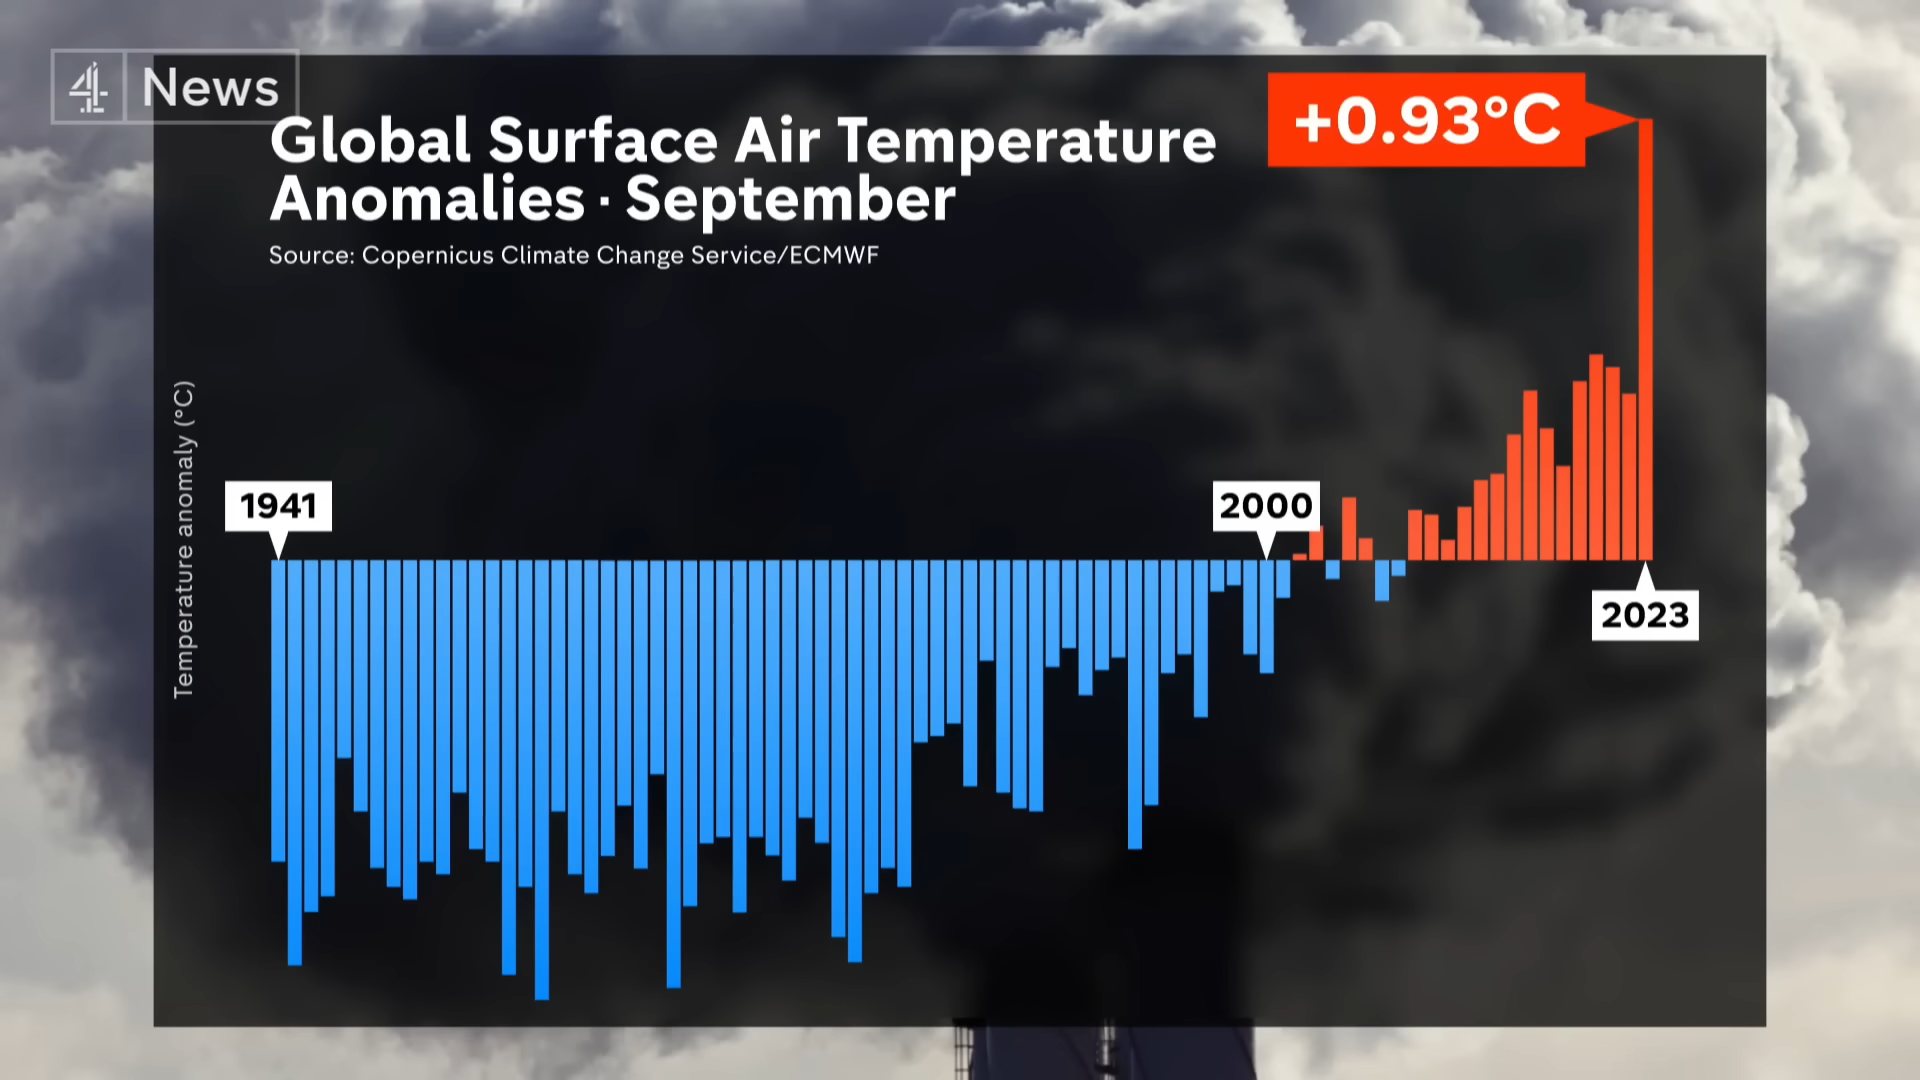 4 News
Global Surface Air Temperature
Anomalies · September
Source: Copernicus Climate Change Service/ECMWF
+0.93°C
Temperature anomaly (°C)
1941
2000
2023